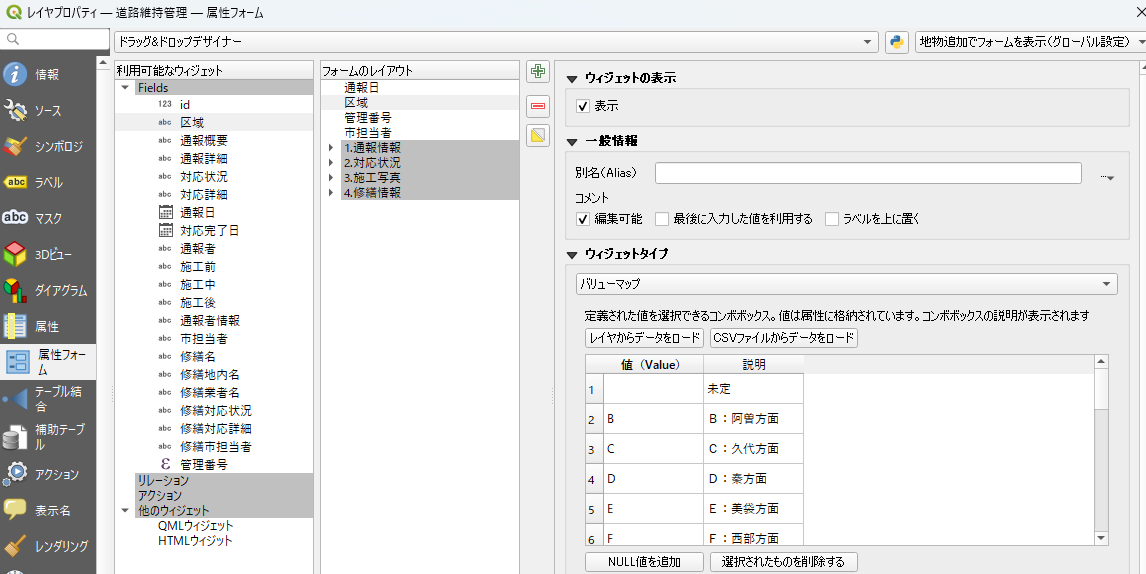 レイヤプロパティ — 道路維持管理 — 属性フォーム
情報
ソース
シンボロジ
ラベル
マスク
3Dビュー
ダイアグラム
属性
属性フォーム
テーブル結合
補助テーブル
アクション
表示名
レンダリング
ドラッグ&ドロップデザイナー
地物追加でフォームを表示(グローバル設定)
利用可能なウィジェット
Fields
123 id
abc 区域
abc 通報概要
abc 通報詳細
abc 対応状況
abc 対応詳細
通報日
対応完了日
abc 通報者
abc 施工前
abc 施工中
abc 施工後
abc 通報者情報
abc 市担当者
abc 修繕名
abc 修繕地内名
abc 修繕業者名
abc 修繕対応状況
abc 修繕対応詳細
abc 修繕市担当者
ε 管理番号
リレーション
アクション
他のウィジェット
QMLウィジェット
HTMLウィジット
フォームのレイアウト
通報日
区域
管理番号
市担当者
1.通報情報
2.対応状況
3.施工写真
4.修繕情報
ウィジェットの表示
表示
一般情報
別名(Alias)
コメント
編集可能 最後に入力した値を利用する ラベルを上に置く
ウィジェットタイプ
バリューマップ
定義された値を選択できるコンボボックス。値は属性に格納されています。コンボボックスの説明が表示されます
レイヤからデータをロード CSVファイルからデータをロード
値 (Value) 説明
1 未定
2 B B：阿曽方面
3 C C：久代方面
4 D D：秦方面
5 E E：美袋方面
6 F F：西部方面
NULL値を追加 選択されたものを削除する